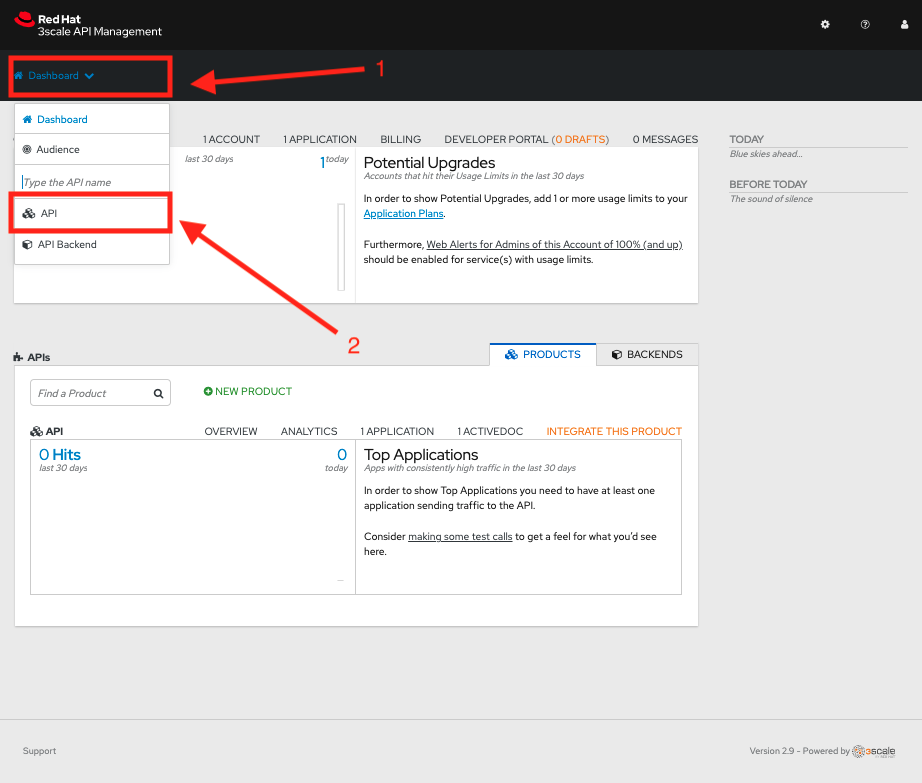 Red Hat
3scale API Management
Dashboard
1
Dashboard
Audience
Type the API name
API
API Backend
2
1 ACCOUNT 1 APPLICATION BILLING DEVELOPER PORTAL (0 DRAFTS) 0 MESSAGES
last 30 days
1 today
Potential Upgrades
Accounts that hit their Usage Limits in the last 30 days
In order to show Potential Upgrades, add 1 or more usage limits to your
Application Plans.
Furthermore, Web Alerts for Admins of this Account of 100% (and up)
should be enabled for service(s) with usage limits.
TODAY
Blue skies ahead...
BEFORE TODAY
The sound of silence
APIs
PRODUCTS
BACKENDS
Find a Product
NEW PRODUCT
API
OVERVIEW ANALYTICS 1 APPLICATION 1 ACTIVEDOC INTEGRATE THIS PRODUCT
0 Hits
last 30 days
0
today
Top Applications
Apps with consistently high traffic in the last 30 days
In order to show Top Applications you need to have at least one
application sending traffic to the API.
Consider making some test calls to get a feel for what you'd see
here.
Support
Version 2.9 - Powered by 3scale